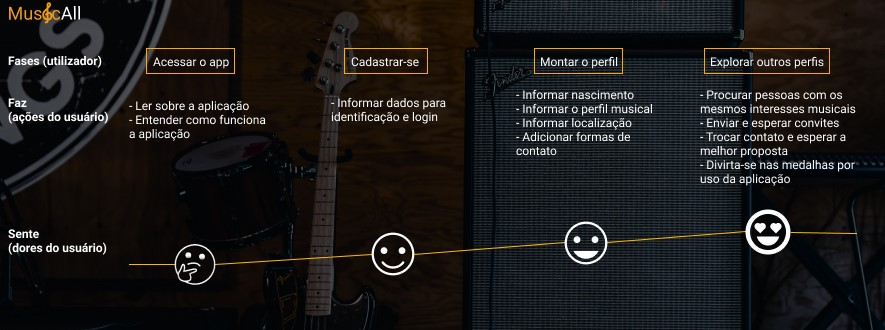 MusicAll
Fases (utilizador)
Acessar o app
Cadastrar-se
Montar o perfil
Explorar outros perfis
Faz
(ações do usuário)
- Ler sobre a aplicação
- Entender como funciona
a aplicação
- Informar dados para
identificação e login
- Informar nascimento
- Informar o perfil musical
- Informar localização
- Adicionar formas de
contato
- Procurar pessoas com os
mesmos interesses musicais
- Enviar e esperar convites
- Trocar contato e esperar a
melhor proposta
- Divirta-se nas medalhas por
uso da aplicação
Sente
(dores do usuário)
NGS
Fender